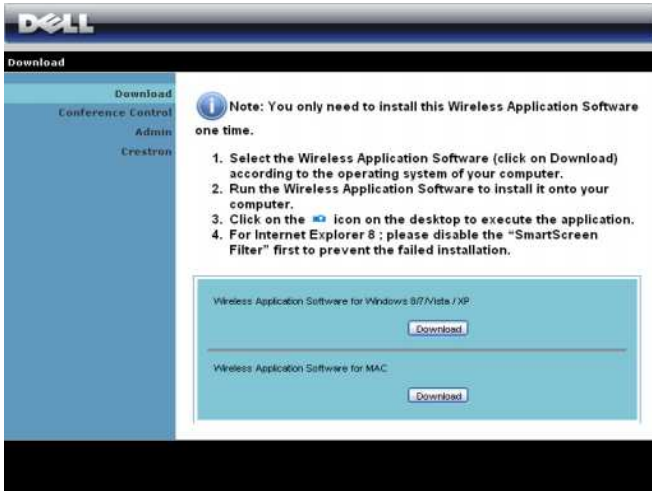 DELL
Download
Download
Conference Control
Admin
Crestron
Note: You only need to install this Wireless Application Software
one time.
1. Select the Wireless Application Software (click on Download)
according to the operating system of your computer.
2. Run the Wireless Application Software to install it onto your
computer.
3. Click on the icon on the desktop to execute the application.
4. For Internet Explorer 8 ; please disable the “SmartScreen
Filter” first to prevent the failed installation.
Wireless Application Software for Windows 8/7/Vista / XP
Download
Wireless Application Software for MAC
Download